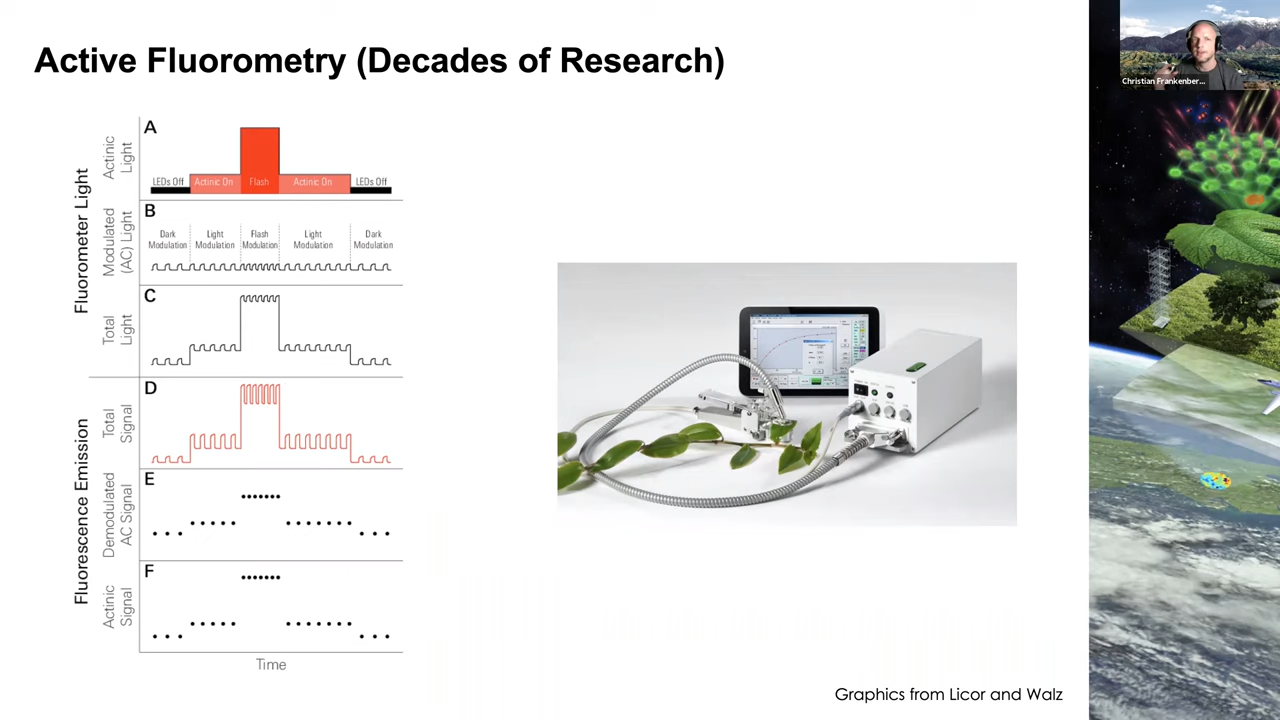 Active Fluorometry (Decades of Research)
Christian Frankenber...
Fluorometer Light
Actinic
Light
A
LEDs Off
Actinic On
Flash
Actinic On
LEDs Off
Modulated
(AC) Light
B
Dark
Modulation
Light
Modulation
Flash
Modulation
Light
Modulation
Dark
Modulation
Total
Light
C
Fluorescence Emission
Total
Signal
D
Demodulated
AC Signal
E
Actinic
Signal
F
Time
Graphics from Licor and Walz